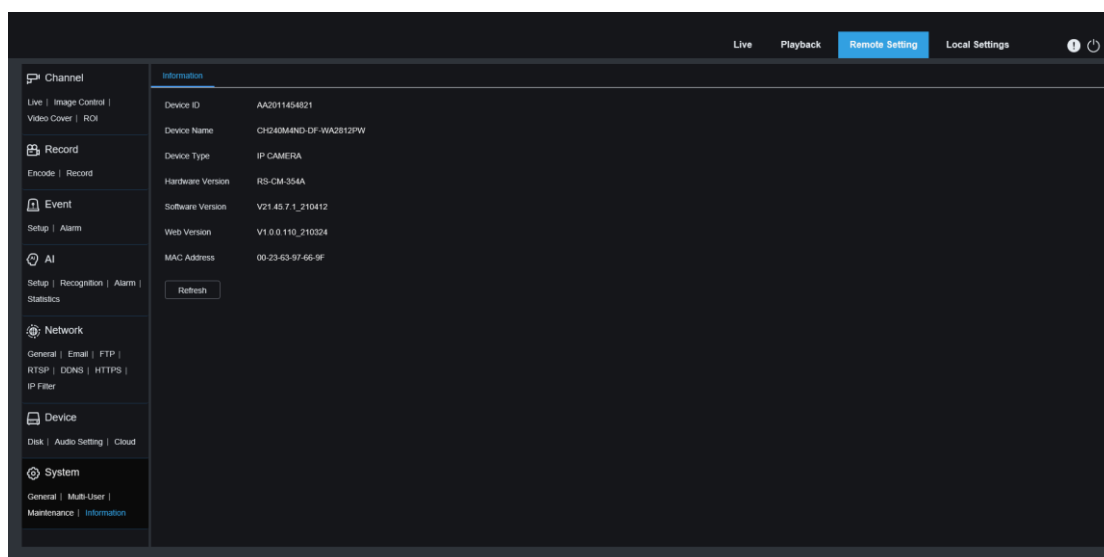 Live Playback Remote Setting Local Settings
Channel
Live | Image Control |
Video Cover | ROI
Record
Encode | Record
Event
Setup | Alarm
AI
Setup | Recognition | Alarm |
Statistics
Network
General | Email | FTP |
RTSP | DDNS | HTTPS |
IP Filter
Device
Disk | Audio Setting | Cloud
System
General | Multi-User |
Maintenance | Information
Information
Device ID AA2011454821
Device Name CH240M4ND-DF-WA2812PW
Device Type IP CAMERA
Hardware Version RS-CM-354A
Software Version V21.45.7.1_210412
Web Version V1.0.0.110_210324
MAC Address 00-23-63-97-66-9F
Refresh